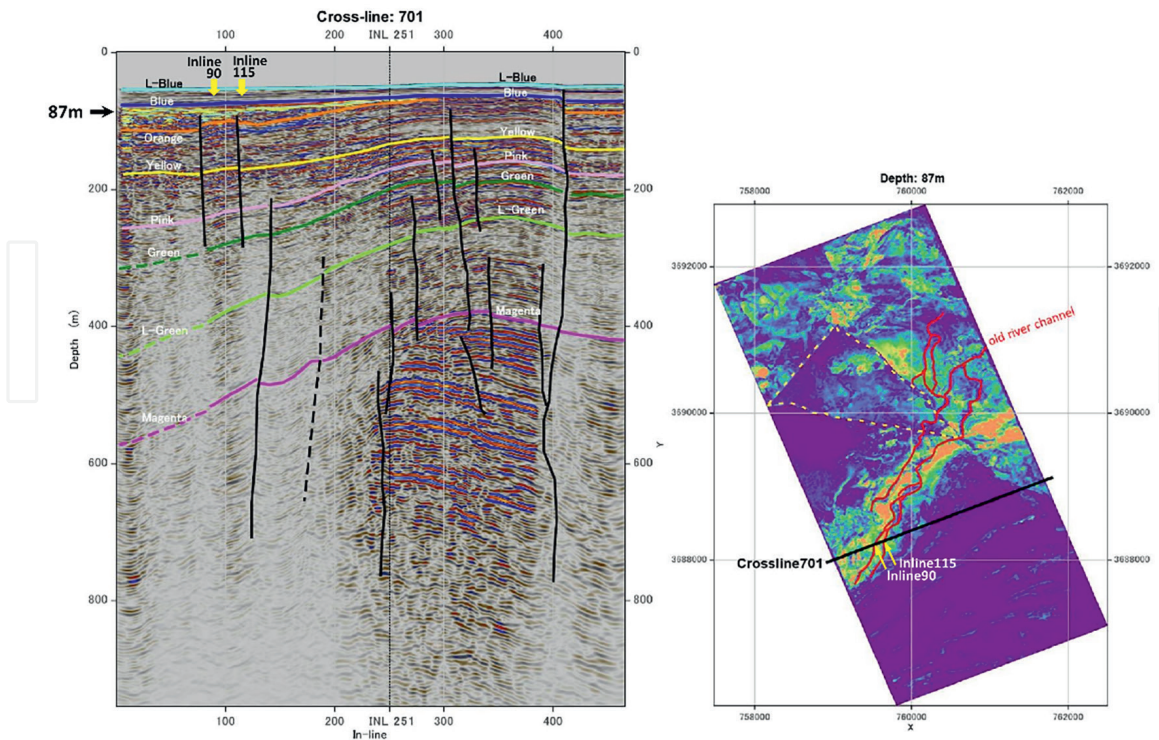 Cross-line: 701
100
200
INL 251
300
400
0
0
Inline
90
Inline
115
L-Blue
L-Blue
Blue
Blue
87m
Orange
Yellow
Yellow
Pink
200
200
Green
L-Green
Pink
Green
L-Green
Magenta
400
400
Depth (m)
Magenta
600
600
800
800
100
200
INL 251
300
400
In-line
Depth: 87m
758000
760000
762000
3692000
3692000
old river channel
3690000
3690000
Y
Crossline701
3688000
3688000
Inline115
Inline90
758000
760000
762000
X